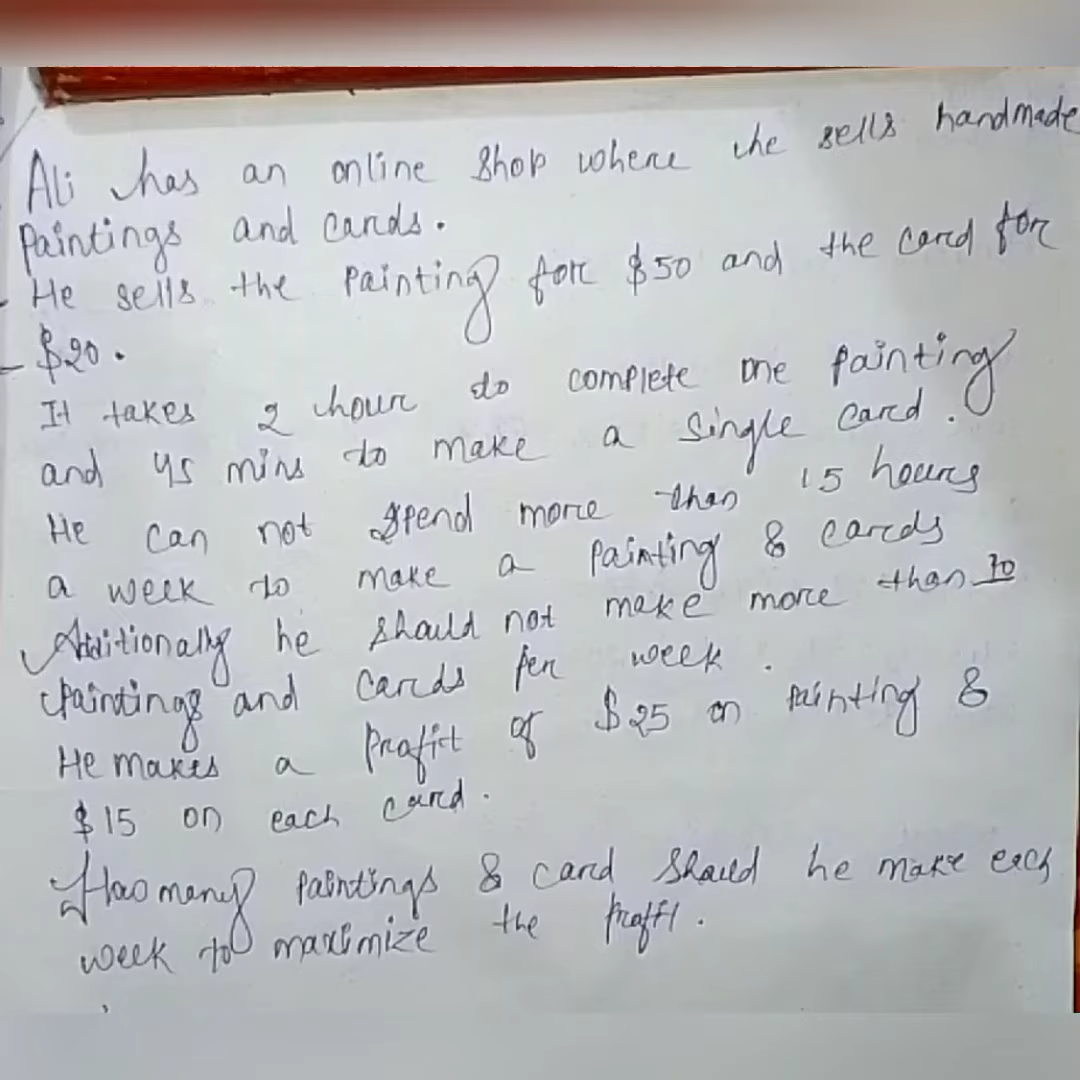 Ali has an online shop where he sells handmade
Paintings and cards.
- He sells the Painting for $50 and the card for
- $20.
It takes 2 hour to complete one painting
and 45 mins to make a single card.
He can not spend more than 15 hours
a week to make a painting & cards
Additionally he should not make more than 10
Paintings and cards per week.
He makes a Profit of $25 on painting &
$15 on each card.
How many paintings & card should he make each
week to maximize the profit.